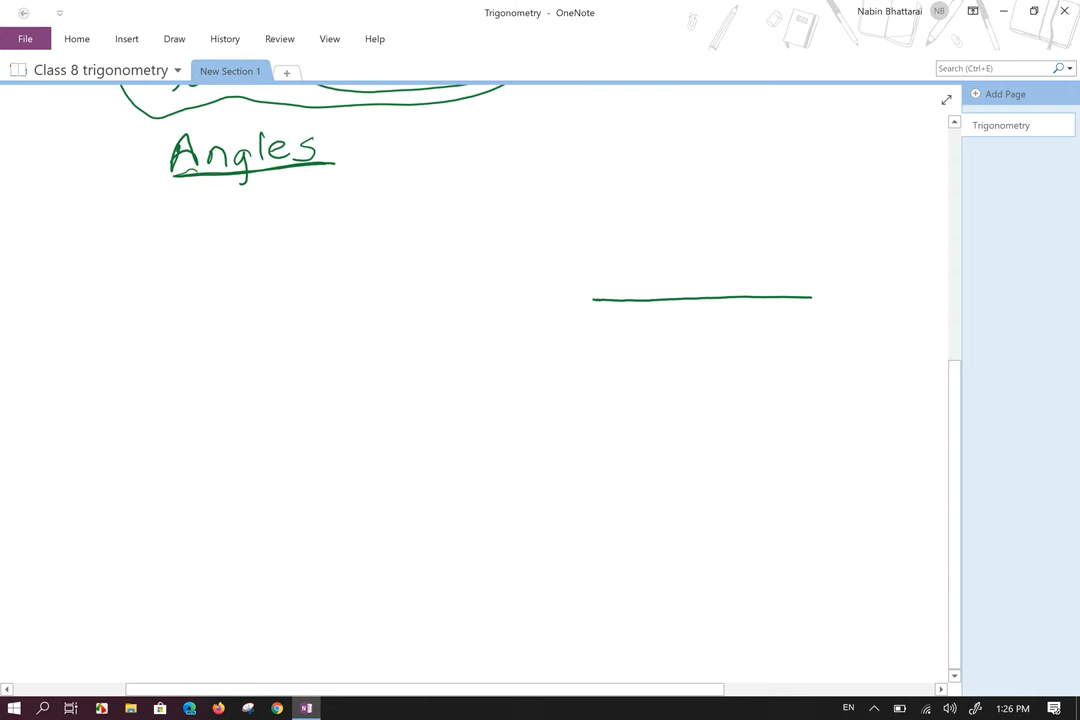 Trigonometry - OneNote
Nabin Bhattarai
NB
File
Home
Insert
Draw
History
Review
View
Help
Class 8 trigonometry
New Section 1
Search (Ctrl+E)
Add Page
Trigonometry
Angles
EN
1:26 PM